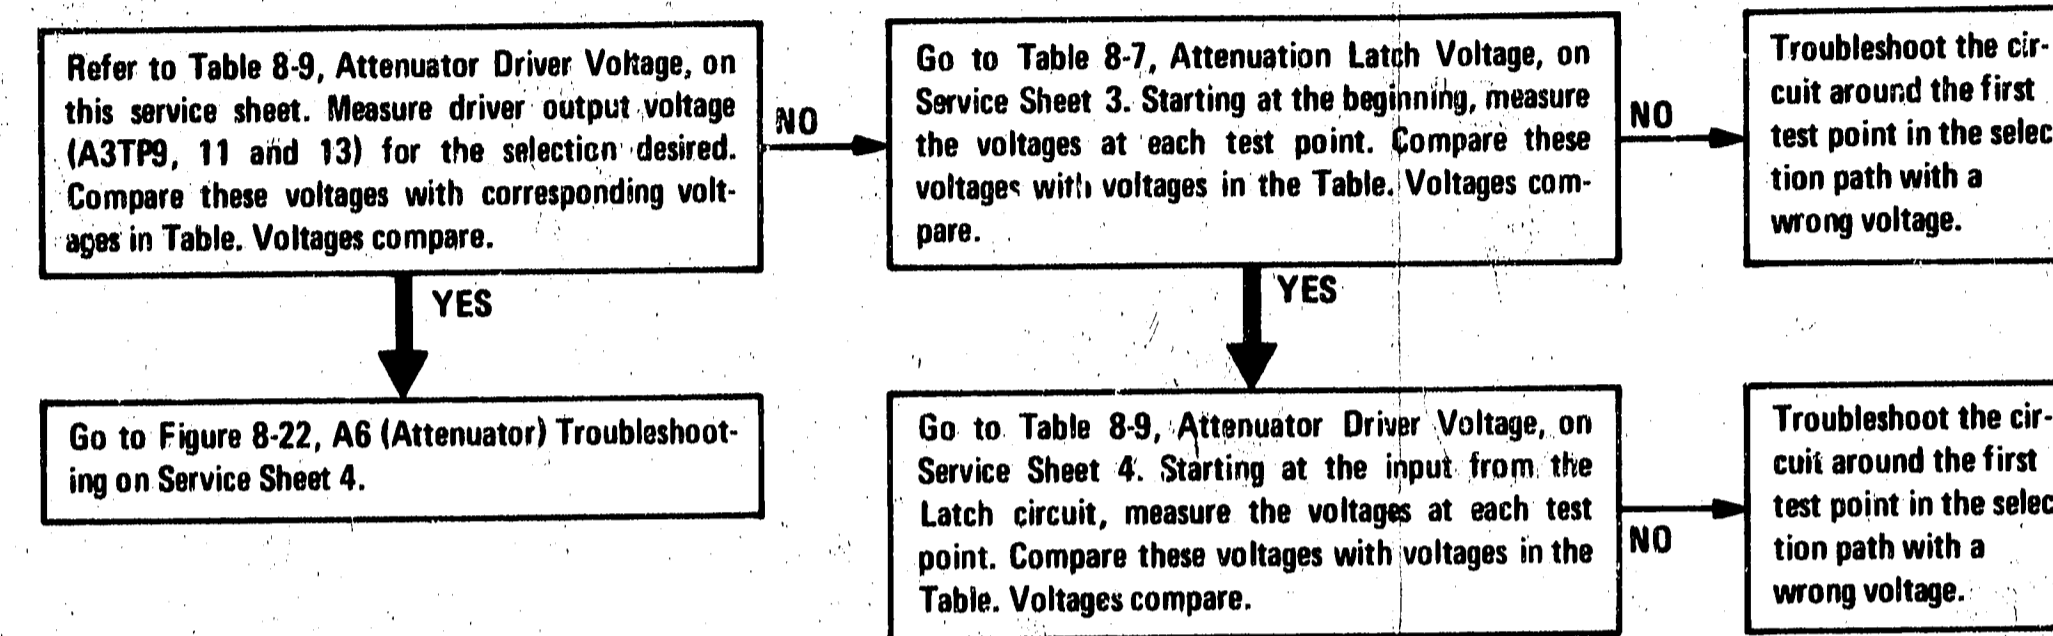 Refer to Table 8-9, Attenuator Driver Voltage, on
this service sheet. Measure driver output voltage
(A3TP9, 11 and 13) for the selection desired.
Compare these voltages with corresponding volt-
ages in Table. Voltages compare.
NO
Go to Table 8-7, Attenuation Latch Voltage, on
Service Sheet 3. Starting at the beginning, measure
the voltages at each test point. Compare these
voltages with voltages in the Table. Voltages com-
pare.
NO
Troubleshoot the cir-
cuit around the first
test point in the selec
tion path with a
wrong voltage.
YES
YES
Go to Figure 8-22, A6 (Attenuator) Troubleshoot-
ing on Service Sheet 4.
Go to Table 8-9, Attenuator Driver Voltage, on
Service Sheet 4. Starting at the input from the
Latch circuit, measure the voltages at each test
point. Compare these voltages with voltages in the
Table. Voltages compare.
NO
Troubleshoot the cir-
cuit around the first
test point in the selec
tion path with a
wrong voltage.